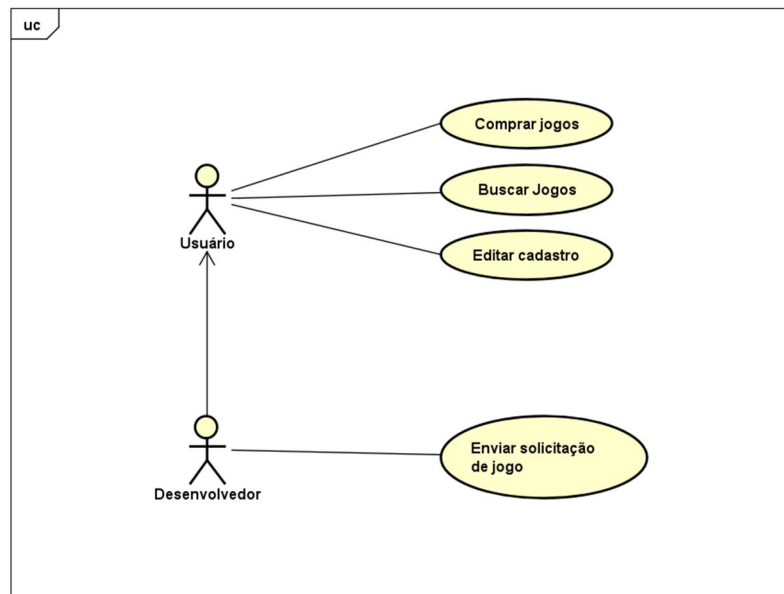 uc
Comprar jogos
Buscar Jogos
Usuário
Editar cadastro
Enviar solicitação
de jogo
Desenvolvedor